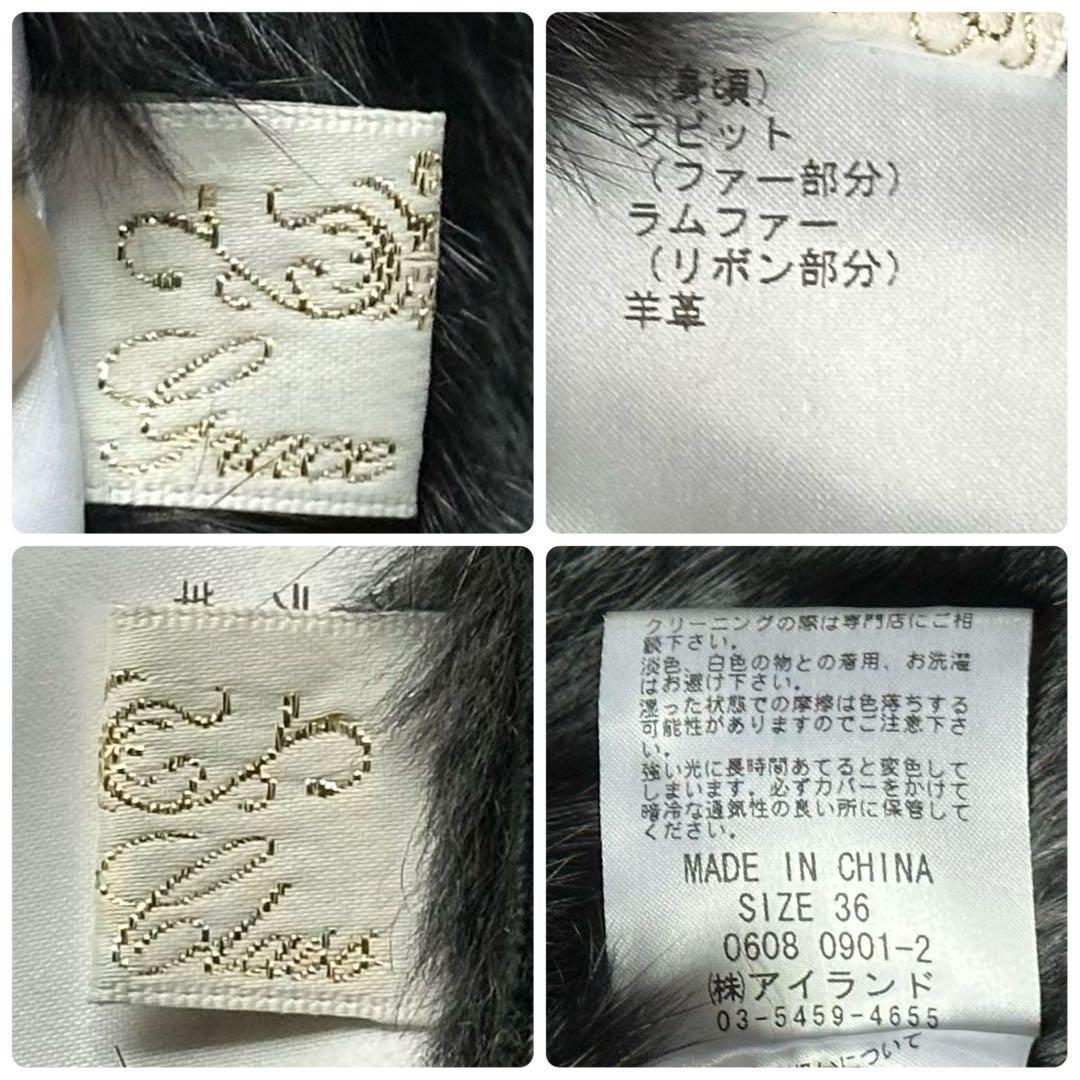 Grace
(身頃)
ラビット
(ファー部分)
ラムファー
(リボン部分)
羊革
クリーニングの際は専門店にご相
談下さい。
淡色、白色の物との着用、お洗濯
はお避け下さい。
湿った状態での摩擦は色落ちする
可能性がありますのでご注意下さ
い。
強い光に長時間あてると変色して
しまいます。必ずカバーをかけて
暗冷な通気性の良い所に保管して
ください。
MADE IN CHINA
SIZE 36
0608 0901-2
(株)アイランド
03-5459-4655
について